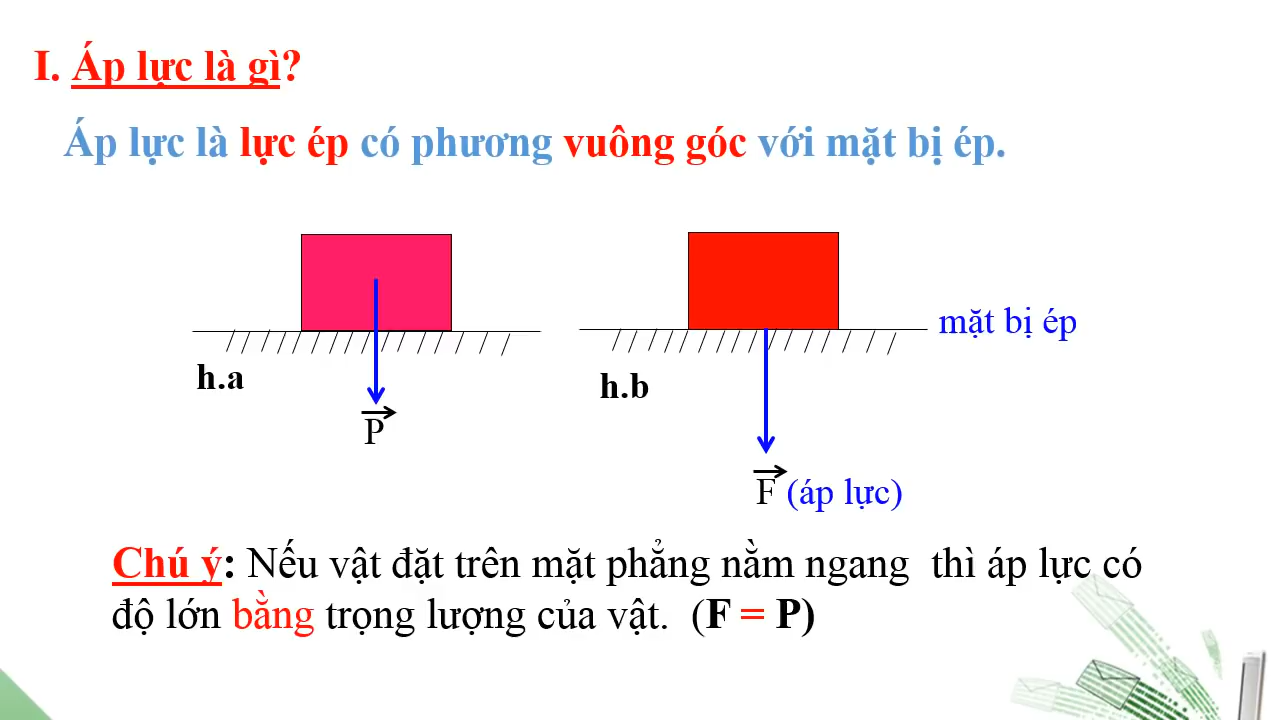 I. Áp lực là gì?
Áp lực là lực ép có phương vuông góc với mặt bị ép.
mặt bị ép
h.a
h.b
P
F (áp lực)
Chú ý: Nếu vật đặt trên mặt phẳng nằm ngang thì áp lực có
độ lớn bằng trọng lượng của vật. (F = P)